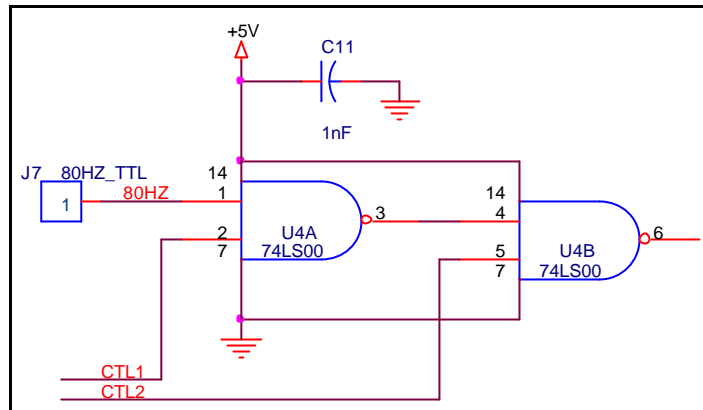 +5V
C11
1nF
J7 80HZ_TTL
1
80HZ
14
1
2
7
U4A
74LS00
3
14
4
5
7
U4B
74LS00
6
CTL1
CTL2